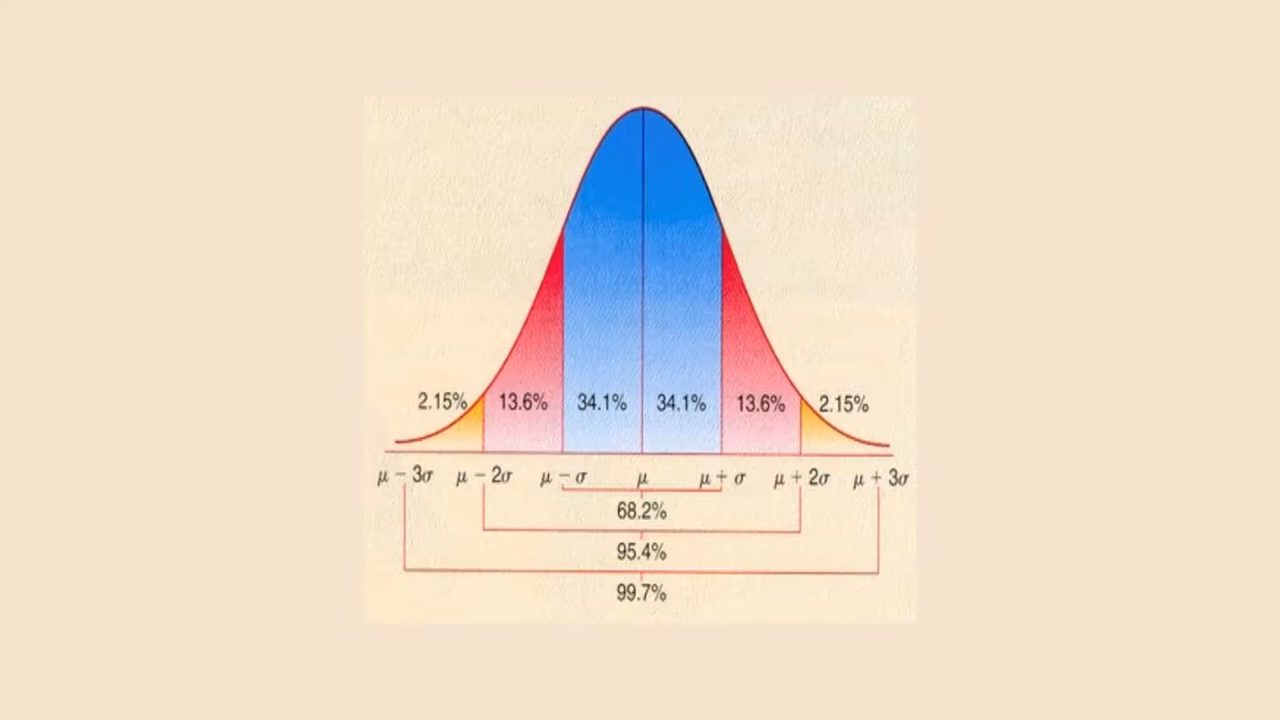 2.15% 13.6% 34.1% 34.1% 13.6% 2.15%
μ − 3σ μ − 2σ μ − σ μ μ + σ μ + 2σ μ + 3σ
68.2%
95.4%
99.7%